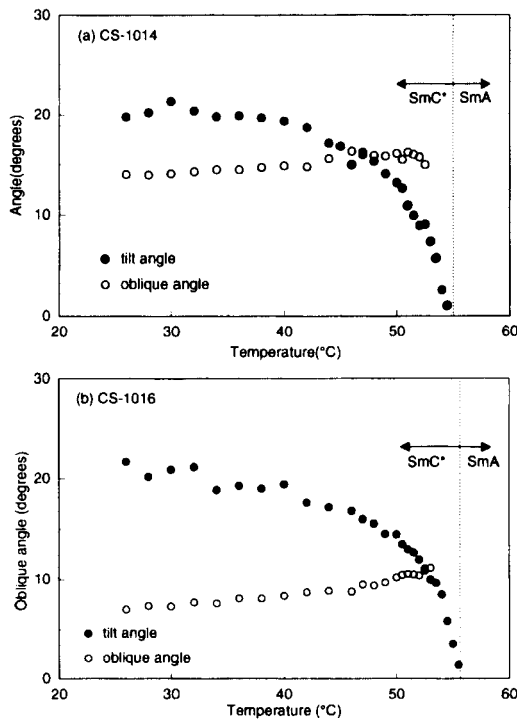 (a) CS-1014
SmC* SmA
Angle(degrees)
30
20
10
0
● tilt angle
○ oblique angle
20 30 40 50 60
Temperature(°C)
(b) CS-1016
SmC* SmA
Oblique angle (degrees)
30
20
10
0
● tilt angle
○ oblique angle
20 30 40 50 60
Temperature (°C)